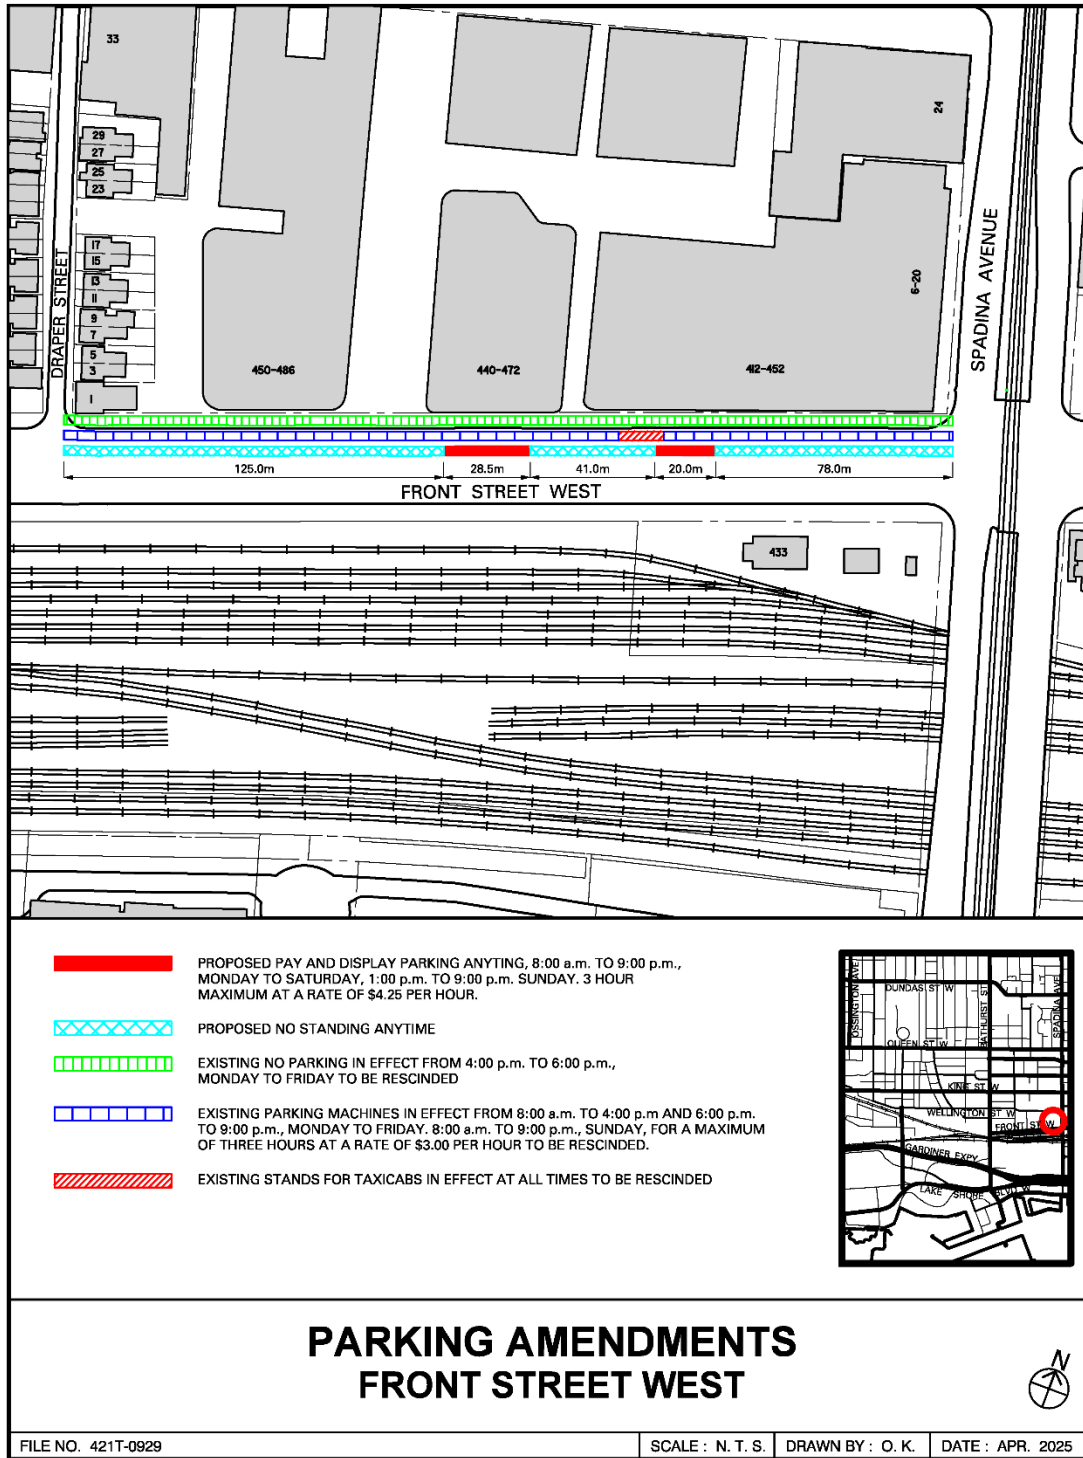 33
24
29
27
25
23
17
15
13
11
9
7
5
3
1
DRAPER STREET
SPADINA AVENUE
6-20
450-486
440-472
412-452
125.0m
28.5m
41.0m
20.0m
78.0m
FRONT STREET WEST
433
PROPOSED PAY AND DISPLAY PARKING ANYTING, 8:00 a.m. TO 9:00 p.m.,
MONDAY TO SATURDAY, 1:00 p.m. TO 9:00 p.m. SUNDAY. 3 HOUR
MAXIMUM AT A RATE OF $4.25 PER HOUR.
PROPOSED NO STANDING ANYTIME
EXISTING NO PARKING IN EFFECT FROM 4:00 p.m. TO 6:00 p.m.,
MONDAY TO FRIDAY TO BE RESCINDED
EXISTING PARKING MACHINES IN EFFECT FROM 8:00 a.m. TO 4:00 p.m AND 6:00 p.m.
TO 9:00 p.m., MONDAY TO FRIDAY. 8:00 a.m. TO 9:00 p.m., SUNDAY, FOR A MAXIMUM
OF THREE HOURS AT A RATE OF $3.00 PER HOUR TO BE RESCINDED.
EXISTING STANDS FOR TAXICABS IN EFFECT AT ALL TIMES TO BE RESCINDED
OSSINGTON AVE
DUNDAS ST W
BATHURST ST
SPADINA AVE
QUEEN ST W
KING ST W
WELLINGTON ST W
FRONT ST W
GARDINER EXPY
LAKE SHORE BLVD W
PARKING AMENDMENTS
FRONT STREET WEST
N
FILE NO. 421T-0929
SCALE : N. T. S.
DRAWN BY : O. K.
DATE : APR. 2025